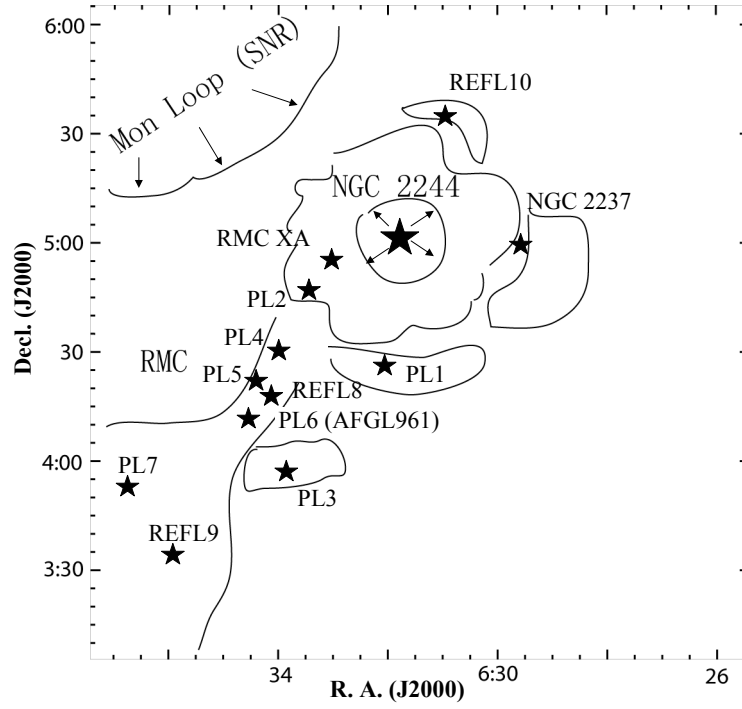 6:00
Mon Loop (SNR)
REFL10
30
NGC 2244
NGC 2237
RMC XA
5:00
PL2
PL4
30
RMC
PL5
REFL8
PL1
PL6 (AFGL961)
4:00
PL7
PL3
REFL9
3:30
Decl. (J2000)
34
6:30
26
R. A. (J2000)